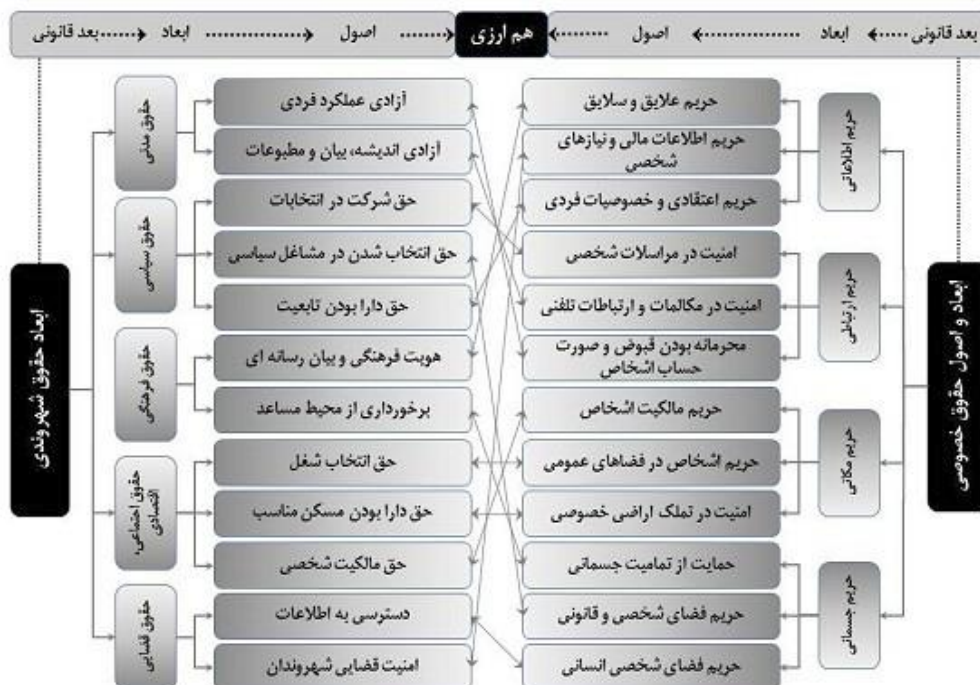 بعد قانونی
ابعاد
اصول
هم ارزی
اصول
ابعاد
بعد قانونی
ابعاد و اصول حقوق خصوصی
حریم اطلاعاتی
حریم علایق و سلایق
حریم اطلاعات مالی و نیازهای
شخصی
حریم اعتقادی و خصوصیات فردی
حریم ارتباطی
امنیت در مراسلات شخصی
امنیت در مکالمات و ارتباطات تلفنی
محرمانه بودن قبوض و صورت
حساب اشخاص
حریم مکانی
حریم مالکیت اشخاص
حریم اشخاص در فضاهای عمومی
امنیت در تملک اراضی خصوصی
حریم جسمانی
حمایت از تمامیت جسمانی
حریم فضای شخصی و قانونی
حریم فضای شخصی انسانی
آزادی عملکرد فردی
آزادی اندیشه، بیان و مطبوعات
حقوق مدنی
حق شرکت در انتخابات
حق انتخاب شدن در مشاغل سیاسی
حق دارا بودن تابعیت
حقوق سیاسی
هویت فرهنگی و بیان رسانه ای
برخورداری از محیط مساعد
حقوق فرهنگی
حق انتخاب شغل
حق دارا بودن مسکن مناسب
حق مالکیت شخصی
حقوق اجتماعی،
اقتصادی
دسترسی به اطلاعات
امنیت قضایی شهروندان
حقوق قضایی
ابعاد حقوق شهروندی